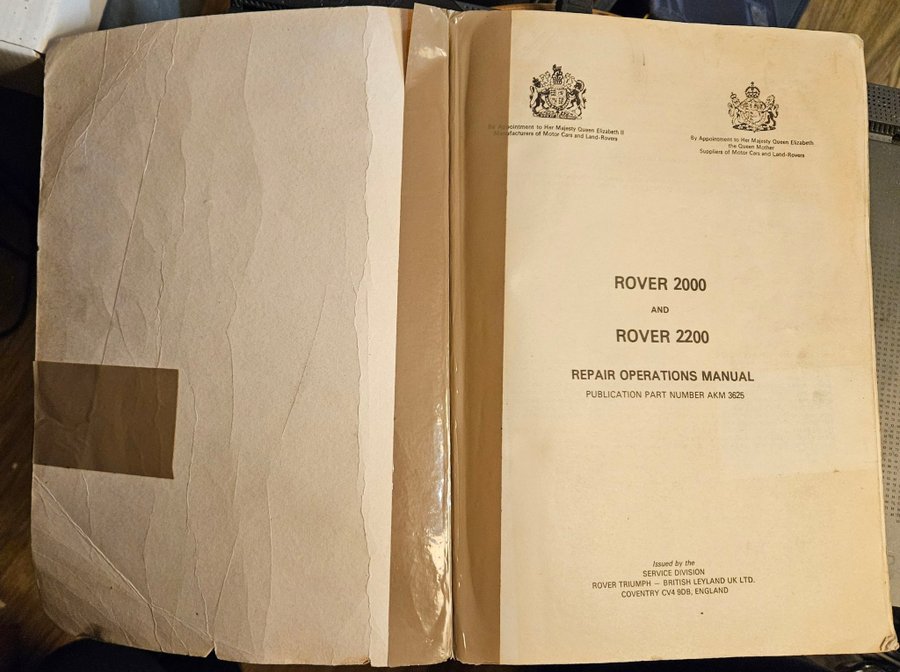 By Appointment to Her Majesty Queen Elizabeth II
Manufacturers of Motor Cars and Land-Rovers
By Appointment to Her Majesty Queen Elizabeth
the Queen Mother
Suppliers of Motor Cars and Land-Rovers
ROVER 2000
AND
ROVER 2200
REPAIR OPERATIONS MANUAL
PUBLICATION PART NUMBER AKM 3625
Issued by the
SERVICE DIVISION
ROVER TRIUMPH – BRITISH LEYLAND UK LTD.
COVENTRY CV4 9DB, ENGLAND